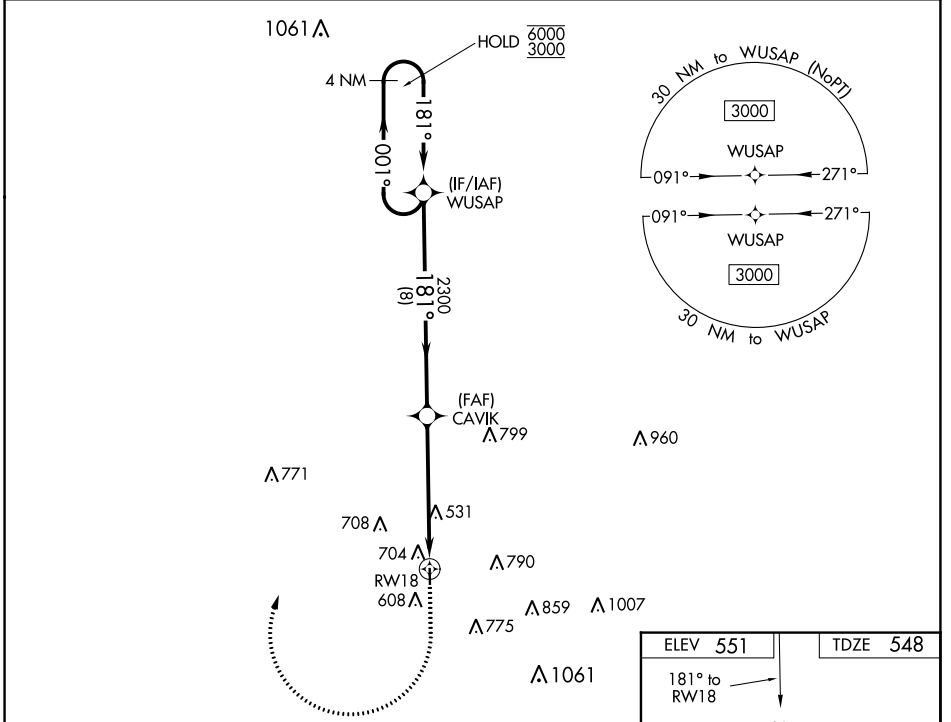 1061
HOLD 6000
3000
4 NM
181°
001°
(IF/IAF)
WUSAP
2300
181°
(8)
(FAF)
CAVIK
799
960
771
531
708
704
790
RW18
608
859
1007
775
1061
30 NM to WUSAP (NoPT)
3000
WUSAP
091°
271°
091°
271°
WUSAP
3000
30 NM to WUSAP
ELEV 551
TDZE 548
181° to
RW18